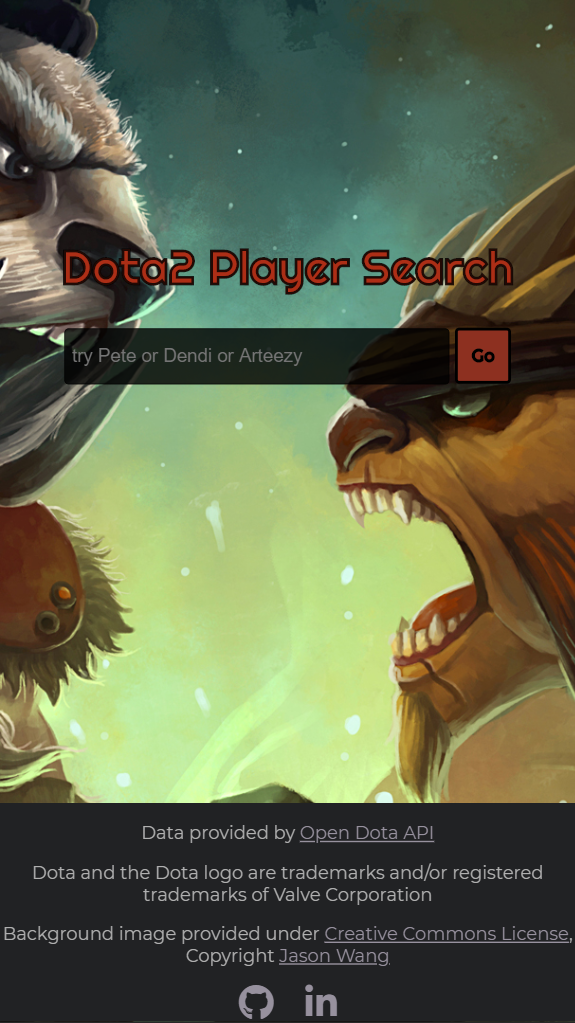 Dota2 Player Search
try Pete or Dendi or Arteezy
Go
Data provided by Open Dota API
Dota and the Dota logo are trademarks and/or registered
trademarks of Valve Corporation
Background image provided under Creative Commons License,
Copyright Jason Wang
in